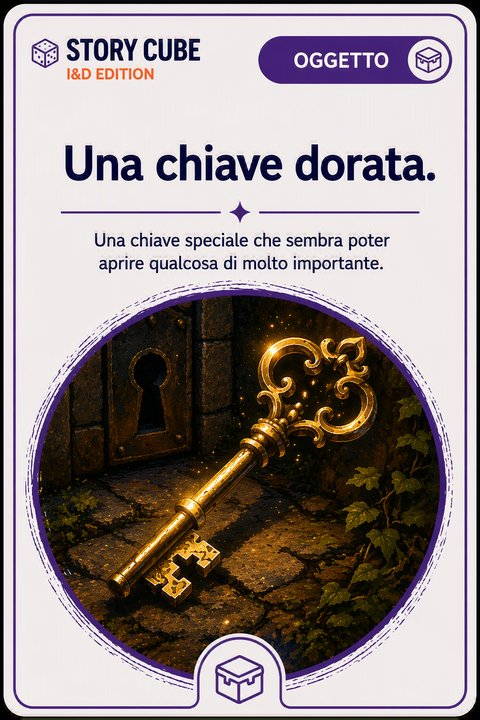 STORY CUBE
I&D EDITION
OGGETTO
Una chiave dorata.
Una chiave speciale che sembra poter
aprire qualcosa di molto importante.